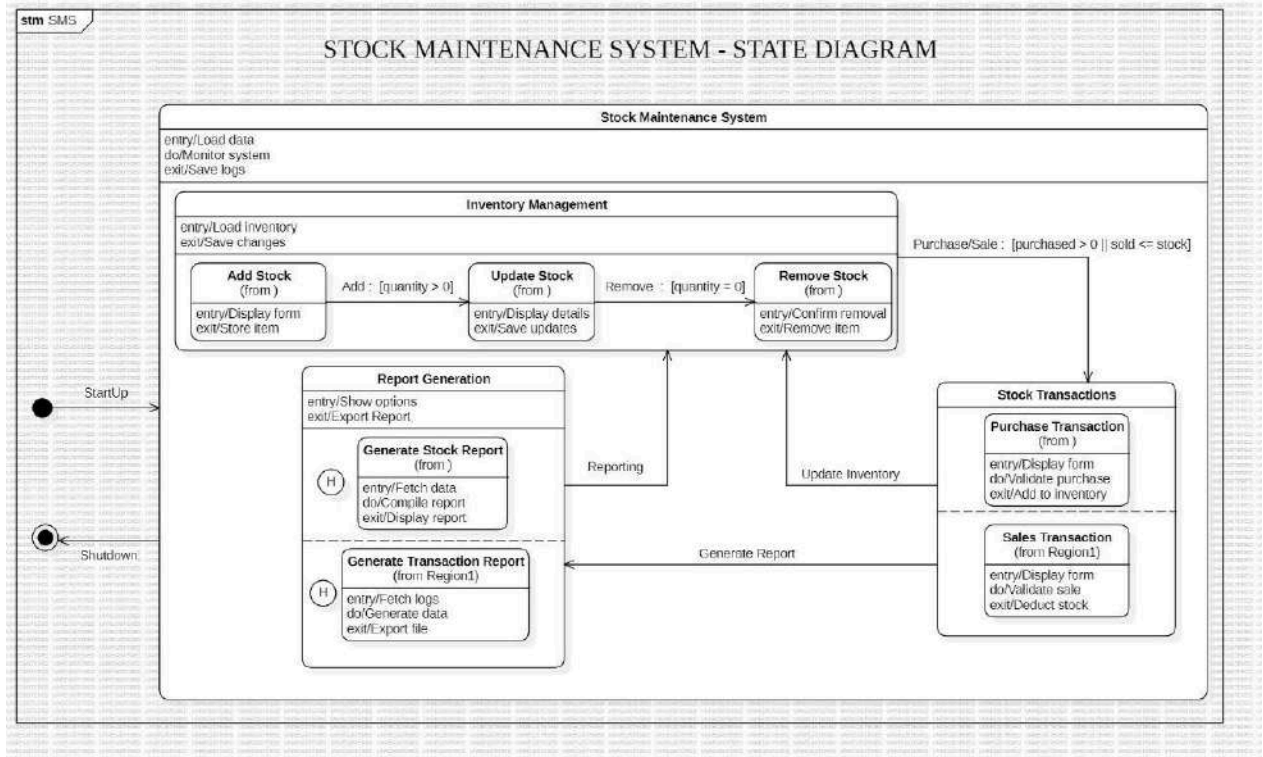 stm SMS
STOCK MAINTENANCE SYSTEM - STATE DIAGRAM
Stock Maintenance System
entry/Load data
do/Monitor system
exit/Save logs
Inventory Management
entry/Load inventory
exit/Save changes
Purchase/Sale : [purchased > 0 || sold <= stock]
Add Stock
(from )
entry/Display form
exit/Store item
Add : [quantity > 0]
Update Stock
(from )
entry/Display details
exit/Save updates
Remove : [quantity = 0]
Remove Stock
(from )
entry/Confirm removal
exit/Remove item
StartUp
Shutdown
Report Generation
entry/Show options
exit/Export Report
H
Generate Stock Report
(from )
entry/Fetch data
do/Compile report
exit/Display report
H
Generate Transaction Report
(from Region1)
entry/Fetch logs
do/Generate data
exit/Export file
Reporting
Update Inventory
Generate Report
Stock Transactions
Purchase Transaction
(from )
entry/Display form
do/Validate purchase
exit/Add to inventory
Sales Transaction
(from Region1)
entry/Display form
do/Validate sale
exit/Deduct stock